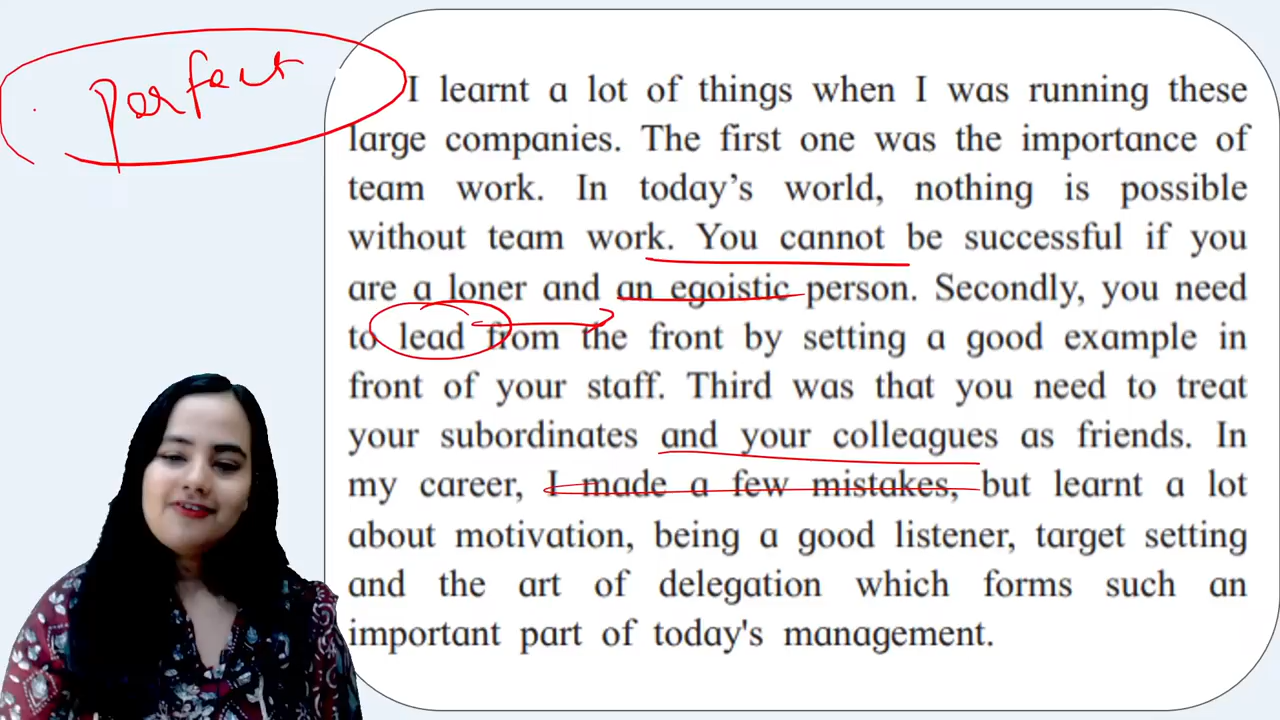 perfect
I learnt a lot of things when I was running these
large companies. The first one was the importance of
team work. In today's world, nothing is possible
without team work. You cannot be successful if you
are a loner and an egoistic person. Secondly, you need
to lead from the front by setting a good example in
front of your staff. Third was that you need to treat
your subordinates and your colleagues as friends. In
my career, I made a few mistakes, but learnt a lot
about motivation, being a good listener, target setting
and the art of delegation which forms such an
important part of today's management.